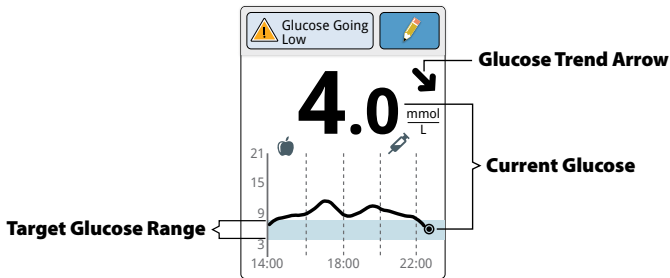 Glucose Going
Low
Glucose Trend Arrow
4.0
mmol
L
Current Glucose
21
15
9
Target Glucose Range
3
14:00 18:00 22:00